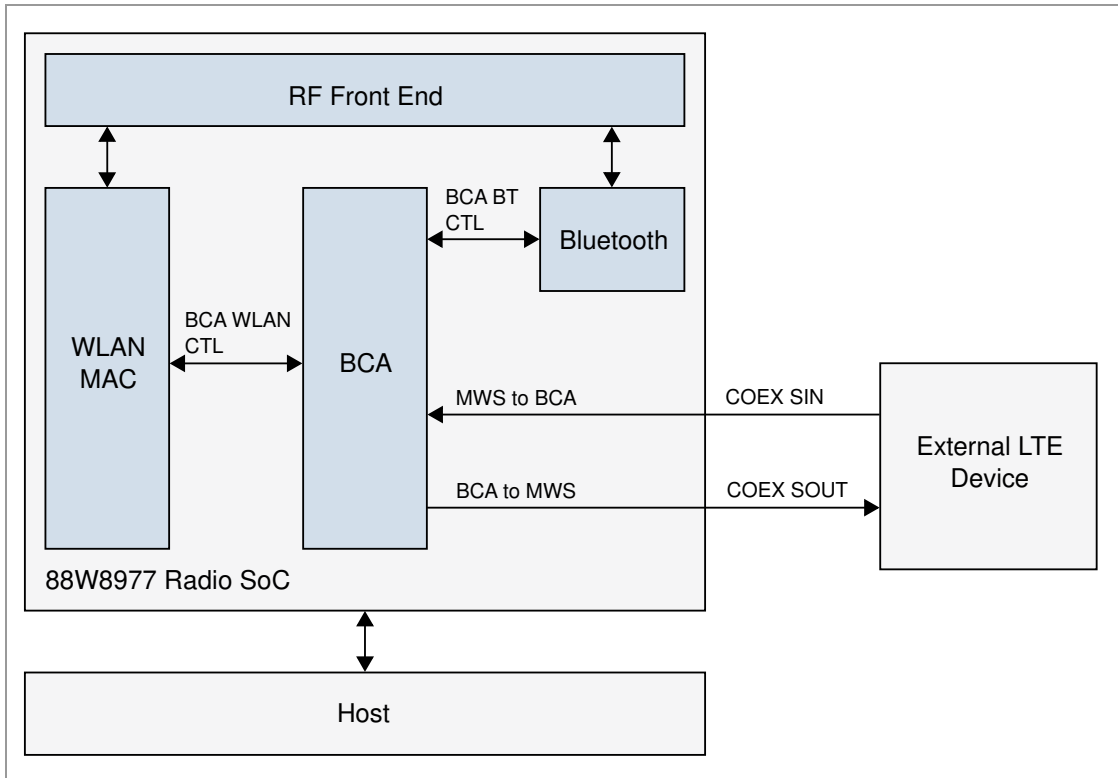 RF Front End
BCA BT
CTL
Bluetooth
BCA WLAN
CTL
WLAN
MAC
BCA
MWS to BCA
COEX SIN
External LTE
Device
BCA to MWS
COEX SOUT
88W8977 Radio SoC
Host